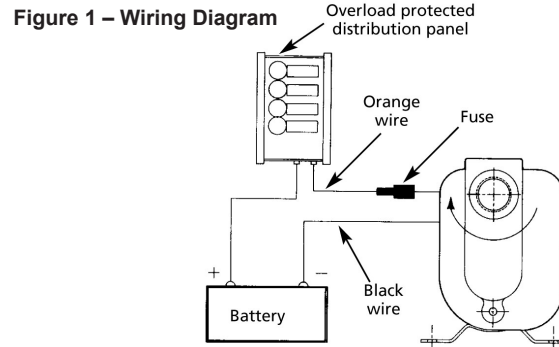 Figure 1 – Wiring Diagram
Overload protected
distribution panel
Orange
wire
Fuse
+
–
Battery
Black
wire